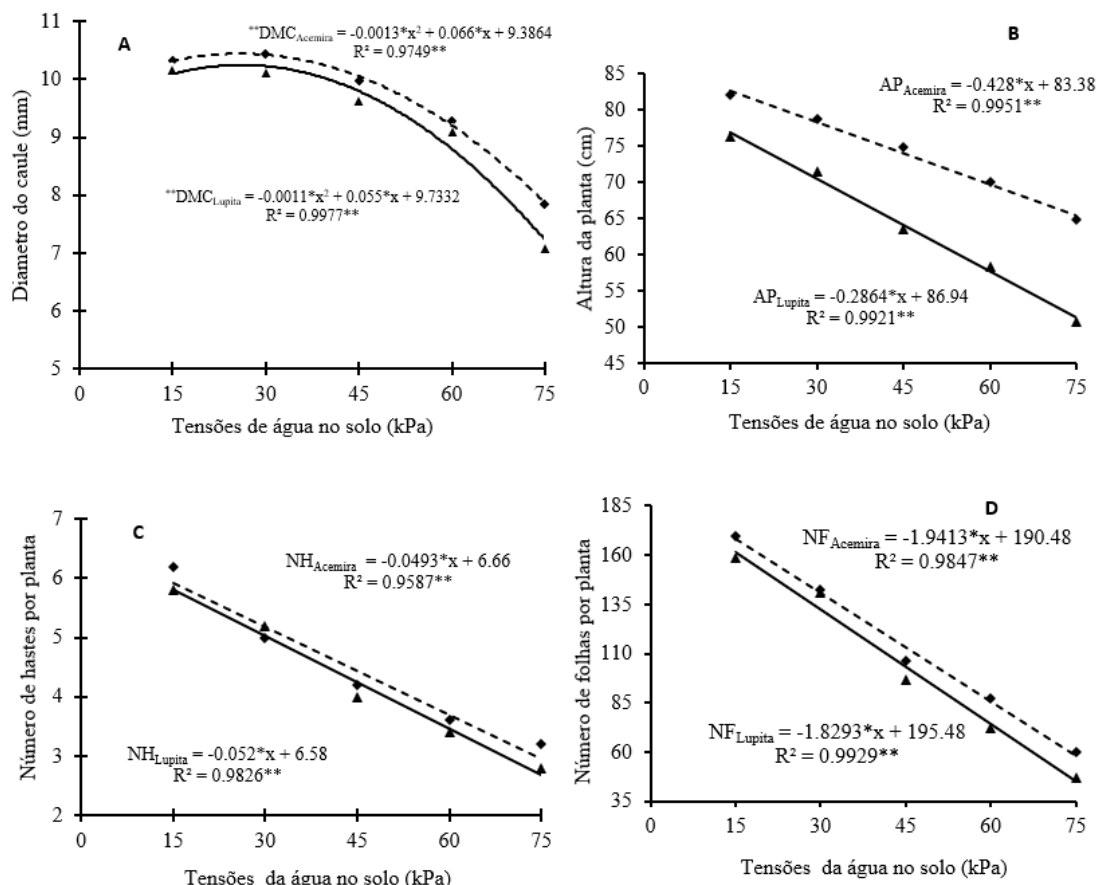 A
**DMCAcemira = -0.0013*x² + 0.066*x + 9.3864
R² = 0.9749**
**DMCLupita = -0.0011*x² + 0.055*x + 9.7332
R² = 0.9977**
Diametro do caule (mm)
12
11
10
9
8
7
6
5
0 15 30 45 60 75
Tensões de água no solo (kPa)
B
APAcemira = -0.428*x + 83.38
R² = 0.9951**
APLupita = -0.2864*x + 86.94
R² = 0.9921**
Altura da planta (cm)
90
85
80
75
70
65
60
55
50
45
0 15 30 45 60 75
Tensões de água no solo (kPa)
C
NHAcemira = -0.0493*x + 6.66
R² = 0.9587**
NHLupita = -0.052*x + 6.58
R² = 0.9826**
Número de hastes por planta
7
6
5
4
3
2
0 15 30 45 60 75
Tensões da água no solo (kPa)
D
NFAcemira = -1.9413*x + 190.48
R² = 0.9847**
NFLupita = -1.8293*x + 195.48
R² = 0.9929**
Número de folhas por planta
185
160
135
110
85
60
35
0 15 30 45 60 75
Tensões da água no solo (kPa)